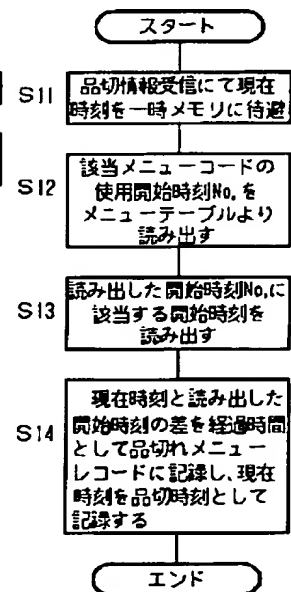 スタート
S11
品切情報受信にて現在
時刻を一時メモリに待避
S12
該当メニューコードの
使用開始時刻No.を
メニューテーブルより
読み出す
S13
読み出した開始時刻No.に
該当する開始時刻を
読み出す
S14
現在時刻と読み出した
開始時刻の差を経過時間
として品切れメニュー
レコードに記録し、現在
時刻を品切時刻として
記録する
エンド